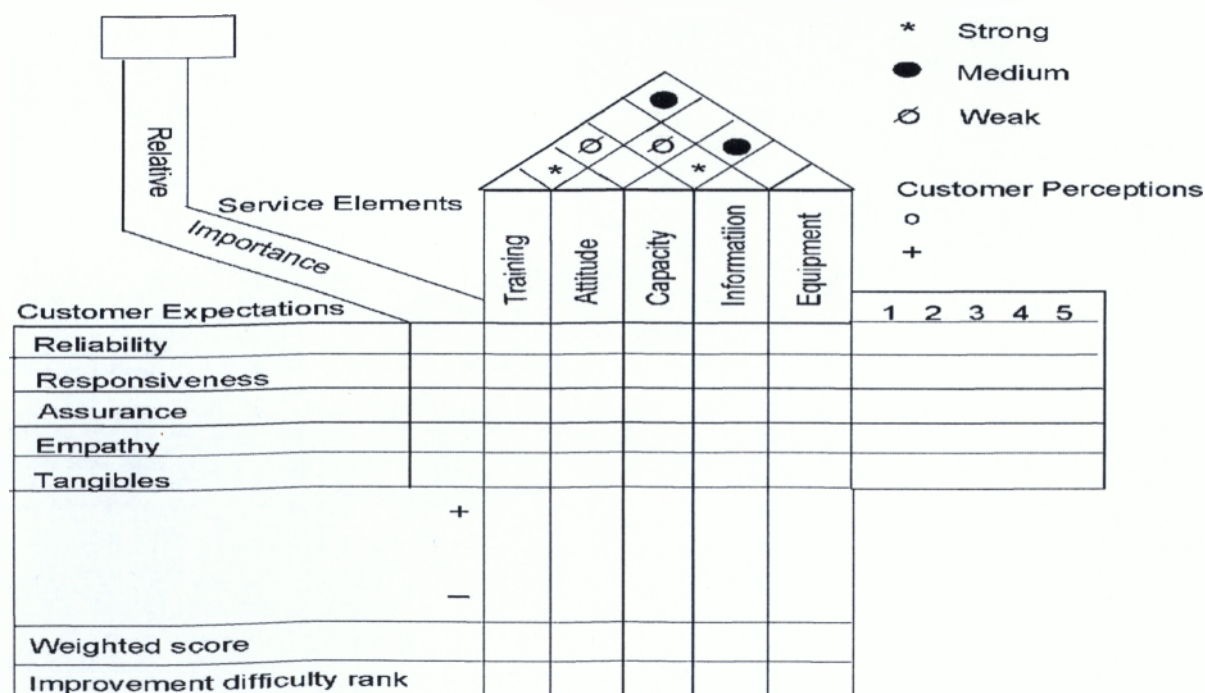 * Strong
● Medium
Ø Weak
Relative
Importance
Service Elements
Customer Perceptions
o
+
Training
Attitude
Capacity
Informatiion
Equipment
Customer Expectations
1 2 3 4 5
Reliability
Responsiveness
Assurance
Empathy
Tangibles
+
–
Weighted score
Improvement difficulty rank